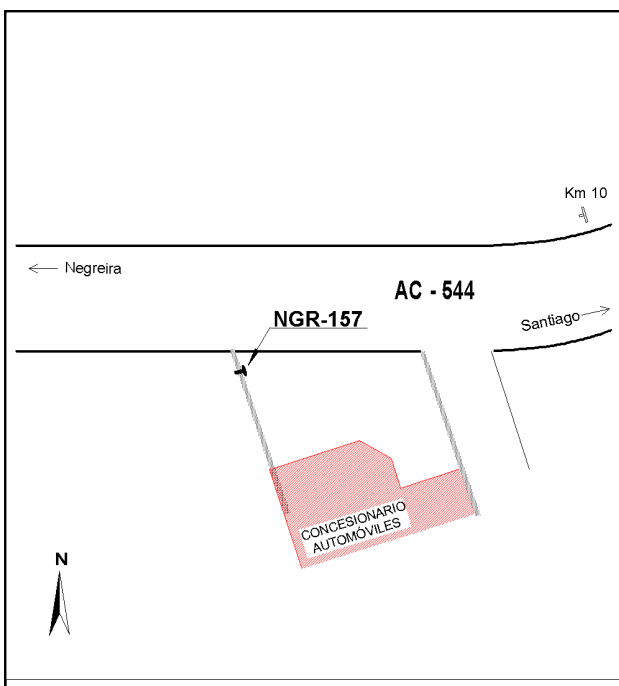 Km 10
Negreira
AC - 544
Santiago
NGR-157
CONCESIONARIO
AUTOMÓVILES
N